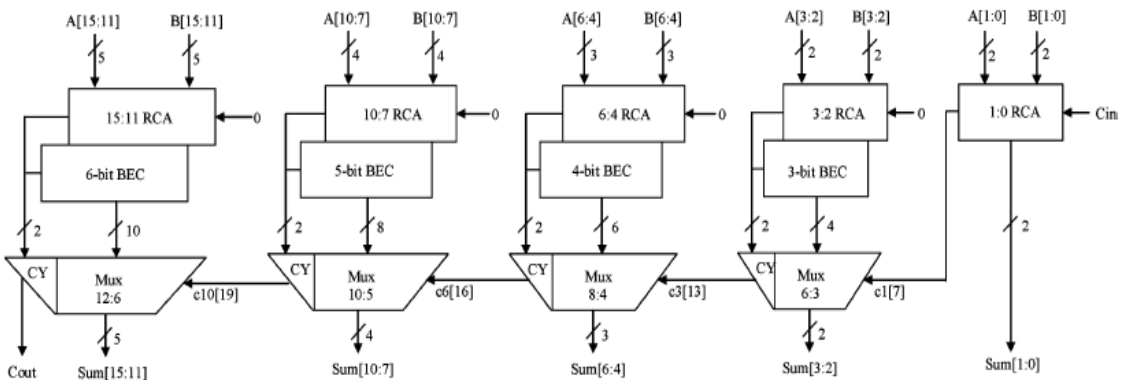 A[15:11] B[15:11] A[10:7] B[10:7] A[6:4] B[6:4] A[3:2] B[3:2] A[1:0] B[1:0]
5 5 4 4 3 3 2 2 2 2
15:11 RCA 0 10:7 RCA 0 6:4 RCA 0 3:2 RCA 0 1:0 RCA Cin
6-bit BEC 5-bit BEC 4-bit BEC 3-bit BEC
2 10 2 8 2 6 2 4 2
CY Mux CY Mux CY Mux CY Mux
12:6 c10[19] 10:5 c6[16] 8:4 c3[13] 6:3 c1[7]
5 4 3 2
Cout Sum[15:11] Sum[10:7] Sum[6:4] Sum[3:2] Sum[1:0]